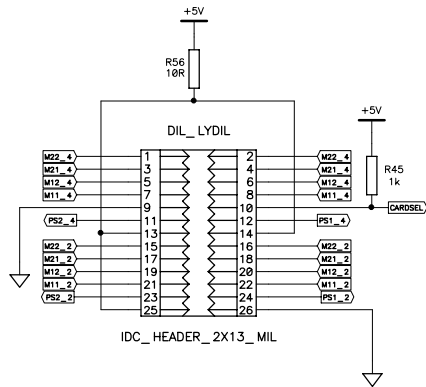 +5V
R56
10R
+5V
DIL_LYDIL
R45
1k
M22_4 1 2 M22_4
M21_4 3 4 M21_4
M12_4 5 6 M12_4
M11_4 7 8 M11_4
9 10 CARDSEL
PS2_4 11 12 PS1_4
13 14
M22_2 15 16 M22_2
M21_2 17 18 M21_2
M12_2 19 20 M12_2
M11_2 21 22 M11_2
PS2_2 23 24 PS1_2
25 26
IDC_HEADER_2X13_MIL